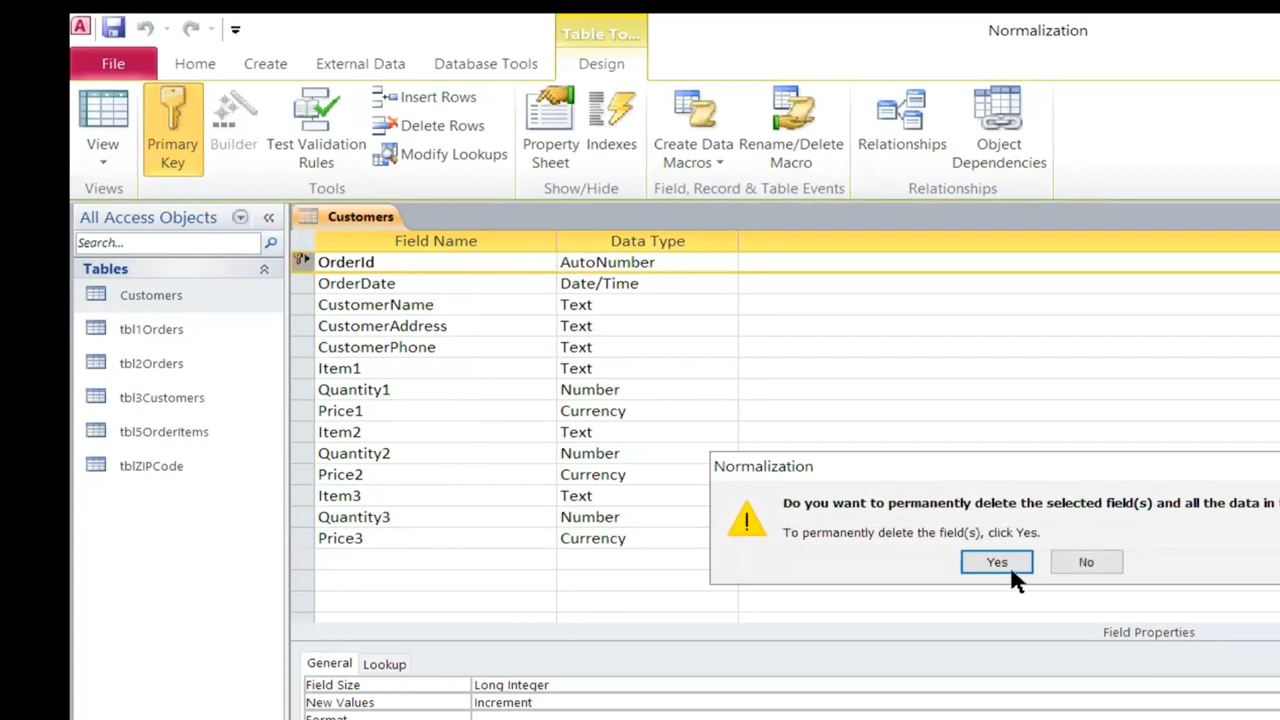 Table To...
Normalization
File
Home
Create
External Data
Database Tools
Design
View
Primary Key
Builder
Test Validation Rules
Insert Rows
Delete Rows
Modify Lookups
Property Sheet
Indexes
Create Data Macros
Rename/Delete Macro
Relationships
Object Dependencies
Views
Tools
Show/Hide
Field, Record & Table Events
Relationships
All Access Objects
Search...
Tables
Customers
tbl1Orders
tbl2Orders
tbl3Customers
tbl5OrderItems
tblZIPCode
Customers
Field Name Data Type
OrderId AutoNumber
OrderDate Date/Time
CustomerName Text
CustomerAddress Text
CustomerPhone Text
Item1 Text
Quantity1 Number
Price1 Currency
Item2 Text
Quantity2 Number
Price2 Currency
Item3 Text
Quantity3 Number
Price3 Currency
Normalization
Do you want to permanently delete the selected field(s) and all the data in
To permanently delete the field(s), click Yes.
Yes No
Field Properties
General Lookup
Field Size Long Integer
New Values Increment
Format